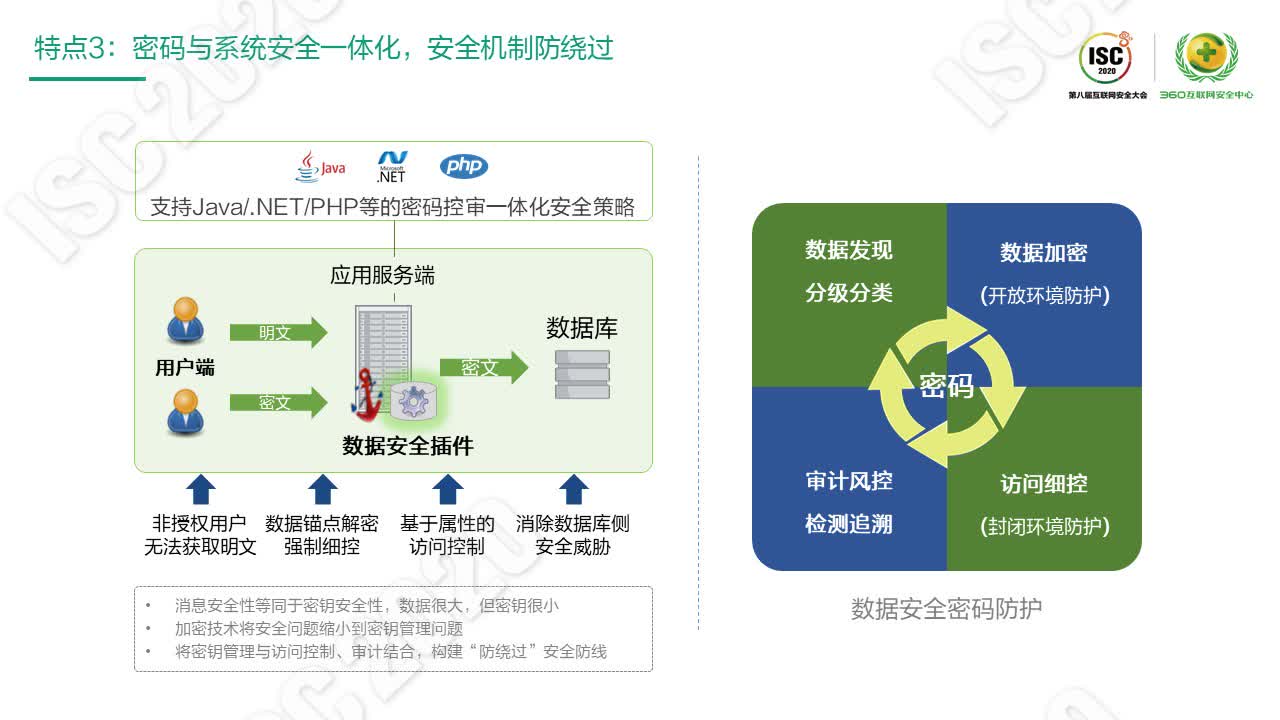 特点3：密码与系统安全一体化，安全机制防绕过
ISC
2020
第八届互联网安全大会
360互联网安全中心
Java
Microsoft
.NET
php
支持Java/.NET/PHP等的密码控审一体化安全策略
应用服务端
明文
用户端
密文
密文
数据库
数据安全插件
非授权用户
无法获取明文
数据锚点解密
强制细控
基于属性的
访问控制
消除数据库侧
安全威胁
• 消息安全性等同于密钥安全性，数据很大，但密钥很小
• 加密技术将安全问题缩小到密钥管理问题
• 将密钥管理与访问控制、审计结合，构建“防绕过”安全防线
数据发现
分级分类
数据加密
(开放环境防护)
密码
审计风控
检测追溯
访问细控
(封闭环境防护)
数据安全密码防护
ISC 2020
ISC 2020
ISC